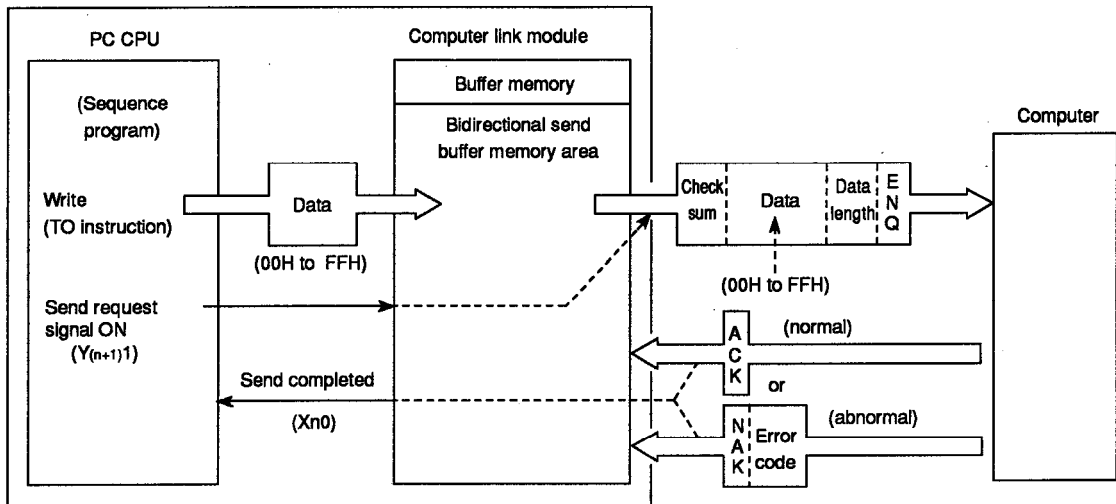 PC CPU
Computer link module
Buffer memory
(Sequence
program)
Bidirectional send
buffer memory area
Computer
Write
(TO instruction)
Data
(00H to FFH)
Check
sum
Data
Data
length
E
N
Q
(00H to FFH)
Send request
signal ON
(Y(n+1)1)
A
C
K
(normal)
or
Send completed
(Xn0)
N
A
K
Error
code
(abnormal)